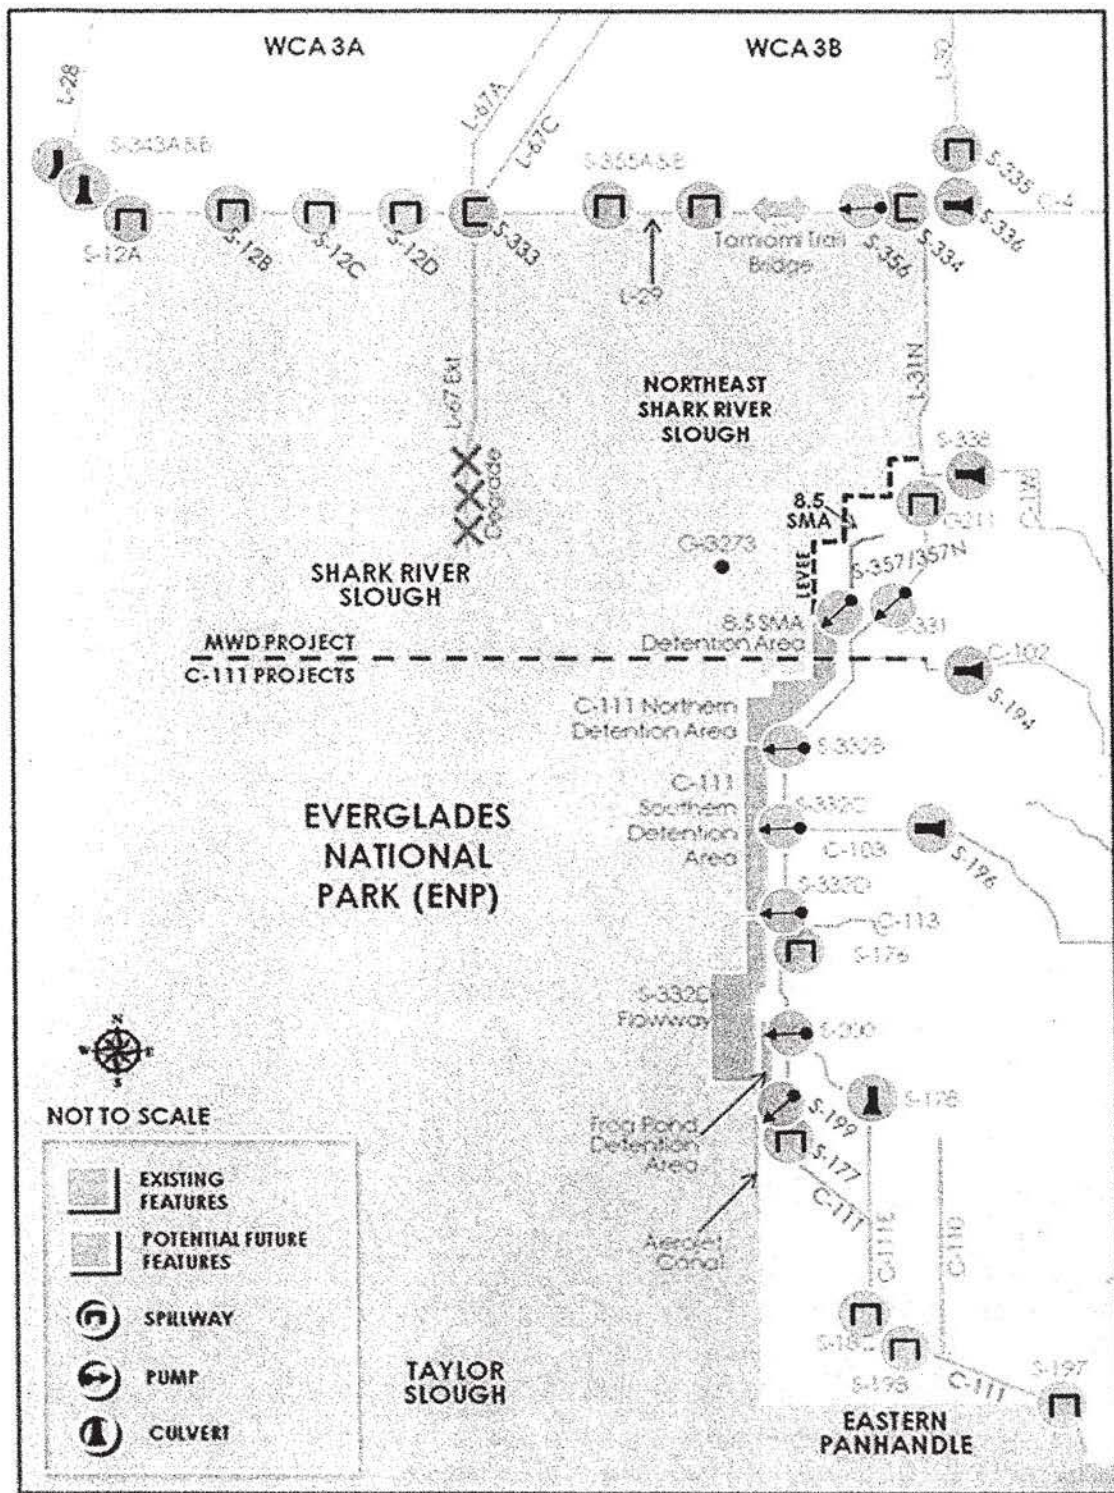 WCA 3A
WCA 3B
L-28
L-67A
L-67C
S-343A&B
S-355A&B
S-335
C-4
S-336
S-12A
S-12B
S-12C
S-12D
S-333
L-29
Tamiami Trail
Bridge
S-356
S-334
L-67 Ext
Degrade
L-31N
NORTHEAST
SHARK RIVER
SLOUGH
S-338
C-1W
G-211
8.5
SMA
LEVEE
G-3273
S-357/357N
SHARK RIVER
SLOUGH
8.5 SMA
Detention Area
S-331
MWD PROJECT
C-111 PROJECTS
C-102
S-194
C-111 Northern
Detention Area
S-332B
C-111
Southern
Detention
Area
S-332C
C-103
S-196
EVERGLADES
NATIONAL
PARK (ENP)
S-332D
C-113
S-176
S-332D
Flowway
S-200
N
W
E
S
NOT TO SCALE
S-178
S-199
Frog Pond
Detention
Area
S-177
C-111
Aerojet
Canal
C-111E
C-110
EXISTING
FEATURES
POTENTIAL FUTURE
FEATURES
SPILLWAY
PUMP
CULVERT
S-198
C-111
S-197
TAYLOR
SLOUGH
EASTERN
PANHANDLE